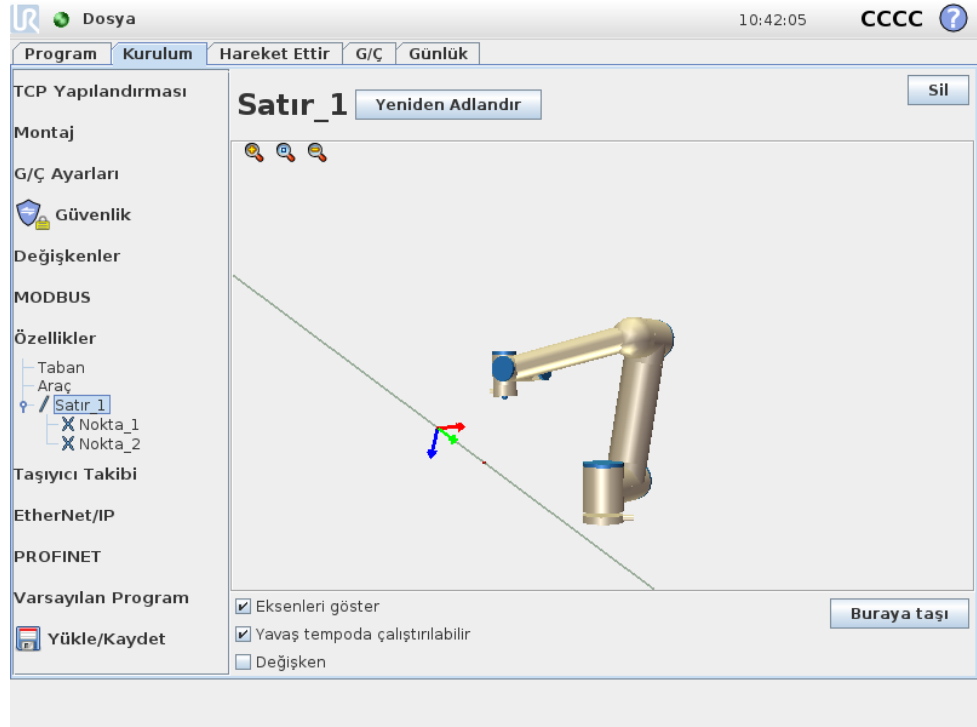 UR Dosya 10:42:05 CCCC ?
Program Kurulum Hareket Ettir G/Ç Günlük
TCP Yapılandırması
Montaj
G/Ç Ayarları
Güvenlik
Değişkenler
MODBUS
Özellikler
Taban
Araç
Satır_1
Nokta_1
Nokta_2
Taşıyıcı Takibi
EtherNet/IP
PROFINET
Varsayılan Program
Yükle/Kaydet
Satır_1 Yeniden Adlandır Sil
Eksenleri göster
Yavaş tempoda çalıştırılabilir
Değişken
Buraya taşı